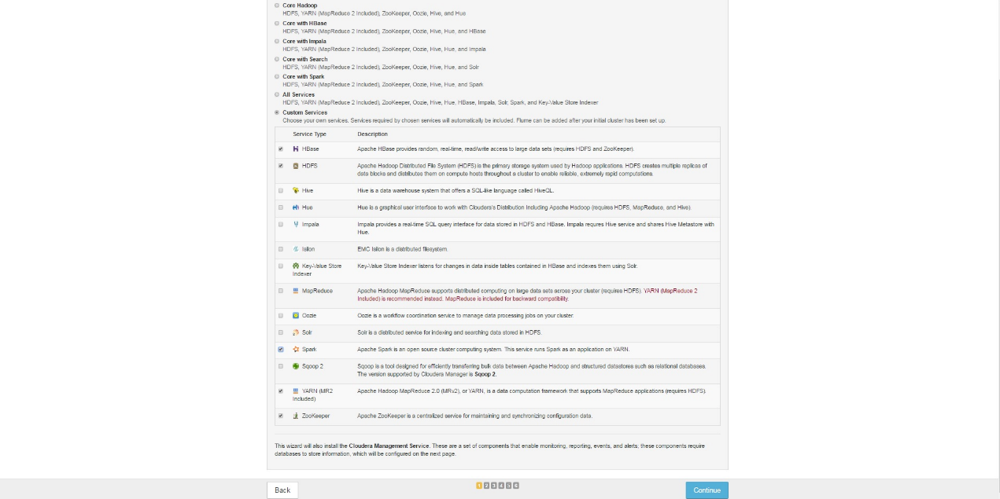 Core Hadoop
HDFS, YARN (MapReduce 2 Included), ZooKeeper, Oozie, Hive, and Hue
Core with HBase
HDFS, YARN (MapReduce 2 Included), ZooKeeper, Oozie, Hive, Hue, and HBase
Core with Impala
HDFS, YARN (MapReduce 2 Included), ZooKeeper, Oozie, Hive, Hue, and Impala
Core with Search
HDFS, YARN (MapReduce 2 Included), ZooKeeper, Oozie, Hive, Hue, and Solr
Core with Spark
HDFS, YARN (MapReduce 2 Included), ZooKeeper, Oozie, Hive, Hue, and Spark
All Services
HDFS, YARN (MapReduce 2 Included), ZooKeeper, Oozie, Hive, Hue, HBase, Impala, Solr, Spark, and Key-Value Store Indexer
Custom Services
Choose your own services. Services required by chosen services will automatically be included. Flume can be added after your initial cluster has been set up.
Service Type Description
HBase Apache HBase provides random, real-time, read/write access to large data sets (requires HDFS and ZooKeeper).
HDFS Apache Hadoop Distributed File System (HDFS) is the primary storage system used by Hadoop applications. HDFS creates multiple replicas of
data blocks and distributes them on compute hosts throughout a cluster to enable reliable, extremely rapid computations.
Hive Hive is a data warehouse system that offers a SQL-like language called HiveQL.
Hue Hue is a graphical user interface to work with Cloudera's Distribution Including Apache Hadoop (requires HDFS, MapReduce, and Hive).
Impala Impala provides a real-time SQL query interface for data stored in HDFS and HBase. Impala requires Hive service and shares Hive Metastore with
Hue.
Isilon EMC Isilon is a distributed filesystem.
Key-Value Store Key-Value Store Indexer listens for changes in data inside tables contained in HBase and indexes them using Solr.
Indexer
MapReduce Apache Hadoop MapReduce supports distributed computing on large data sets across your cluster (requires HDFS). YARN (MapReduce 2
Included) is recommended instead. MapReduce is included for backward compatibility.
Oozie Oozie is a workflow coordination service to manage data processing jobs on your cluster.
Solr Solr is a distributed service for indexing and searching data stored in HDFS.
Spark Apache Spark is an open source cluster computing system. This service runs Spark as an application on YARN.
Sqoop 2 Sqoop is a tool designed for efficiently transferring bulk data between Apache Hadoop and structured datastores such as relational databases.
The version supported by Cloudera Manager is Sqoop 2.
YARN (MR2 Apache Hadoop MapReduce 2.0 (MRv2), or YARN, is a data computation framework that supports MapReduce applications (requires HDFS).
Included)
ZooKeeper Apache ZooKeeper is a centralized service for maintaining and synchronizing configuration data.
This wizard will also install the Cloudera Management Service. These are a set of components that enable monitoring, reporting, events, and alerts; these components require
databases to store information, which will be configured on the next page.
Back 1 2 3 4 5 6 Continue